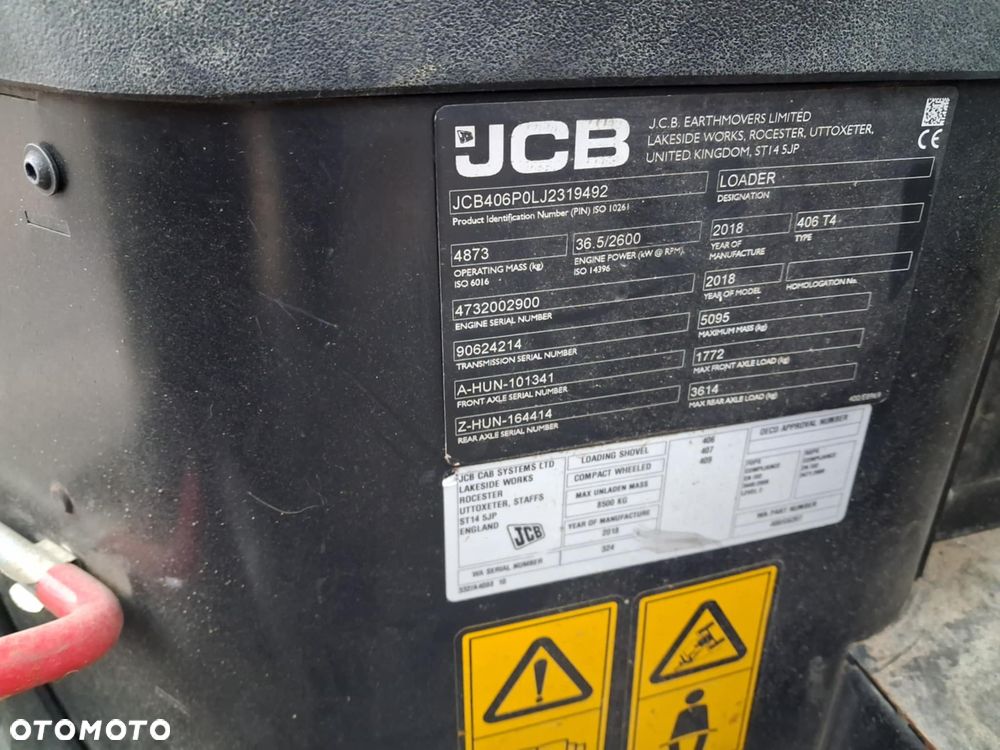 JCB
J.C.B. EARTHMOVERS LIMITED
LAKESIDE WORKS, ROCESTER, UTTOXETER,
UNITED KINGDOM, ST14 5JP
CE
JCB406P0LJ2319492
Product Identification Number (PIN) ISO 10261
LOADER
DESIGNATION
4873
OPERATING MASS (kg)
ISO 6016
36.5/2600
ENGINE POWER (kW @ RPM)
ISO 14396
2018
YEAR OF
MANUFACTURE
406 T4
TYPE
4732002900
ENGINE SERIAL NUMBER
2018
YEAR OF MODEL
HOMOLOGATION No.
90624214
TRANSMISSION SERIAL NUMBER
5095
MAXIMUM MASS (kg)
A-HUN-101341
FRONT AXLE SERIAL NUMBER
1772
MAX FRONT AXLE LOAD (kg)
Z-HUN-164414
REAR AXLE SERIAL NUMBER
3614
MAX REAR AXLE LOAD (kg)
JCB CAB SYSTEMS LTD
LAKESIDE WORKS
ROCESTER
UTTOXETER, STAFFS
ST14 5JP
ENGLAND
JCB
WA SERIAL NUMBER
LOADING SHOVEL
COMPACT WHEELED
MAX UNLADEN MASS
8500 KG
YEAR OF MANUFACTURE
2018
324
406
407
409
OECD APPROVAL NUMBER
WA PART NUMBER
OTOMOTO